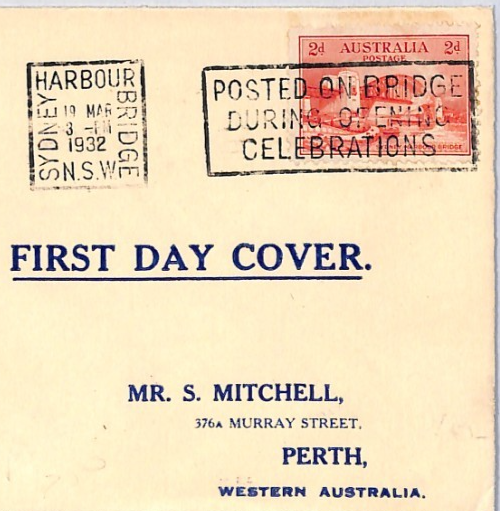 2d AUSTRALIA 2d
POSTAGE
HARBOUR
BRIDGE
SYDNEY
19 MAR
3 -PM
1932
N.S.W
POSTED ON BRIDGE
DURING OPENING
CELEBRATIONS
BRIDGE
FIRST DAY COVER.
MR. S. MITCHELL,
376A MURRAY STREET,
PERTH,
WESTERN AUSTRALIA.